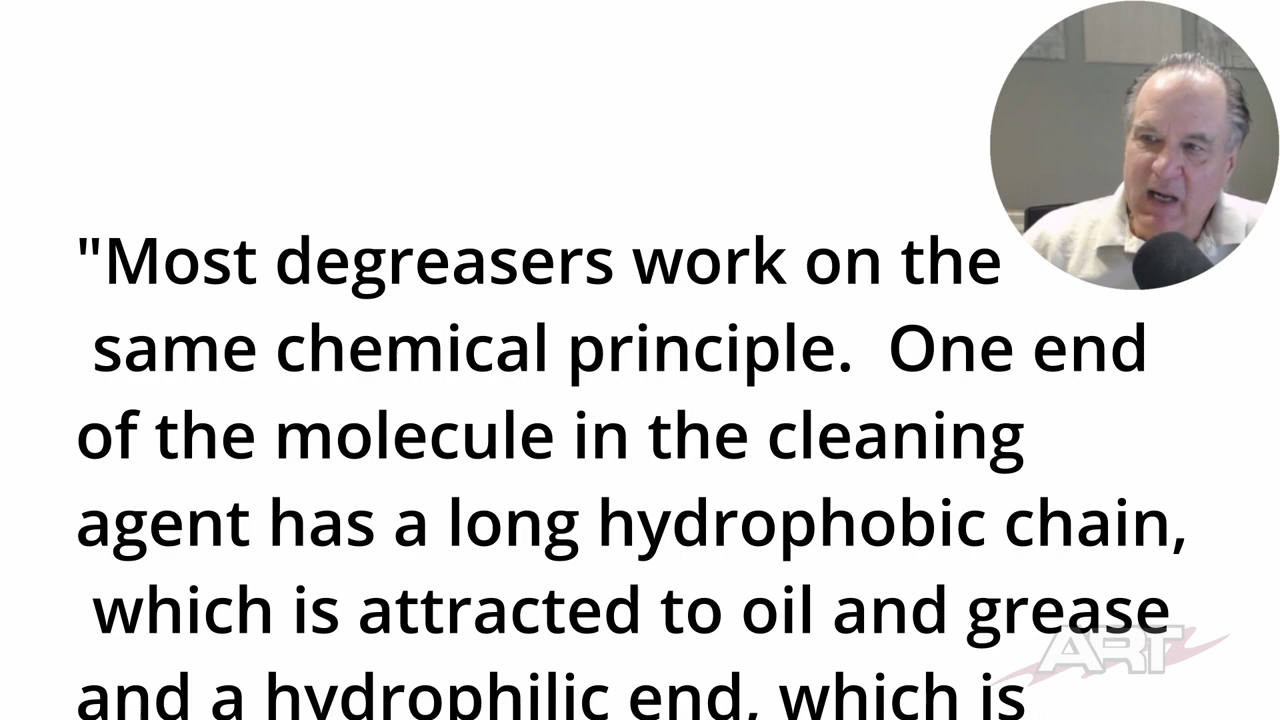 "Most degreasers work on the
same chemical principle.  One end
of the molecule in the cleaning
agent has a long hydrophobic chain,
which is attracted to oil and grease
and a hydrophilic end, which is
ART